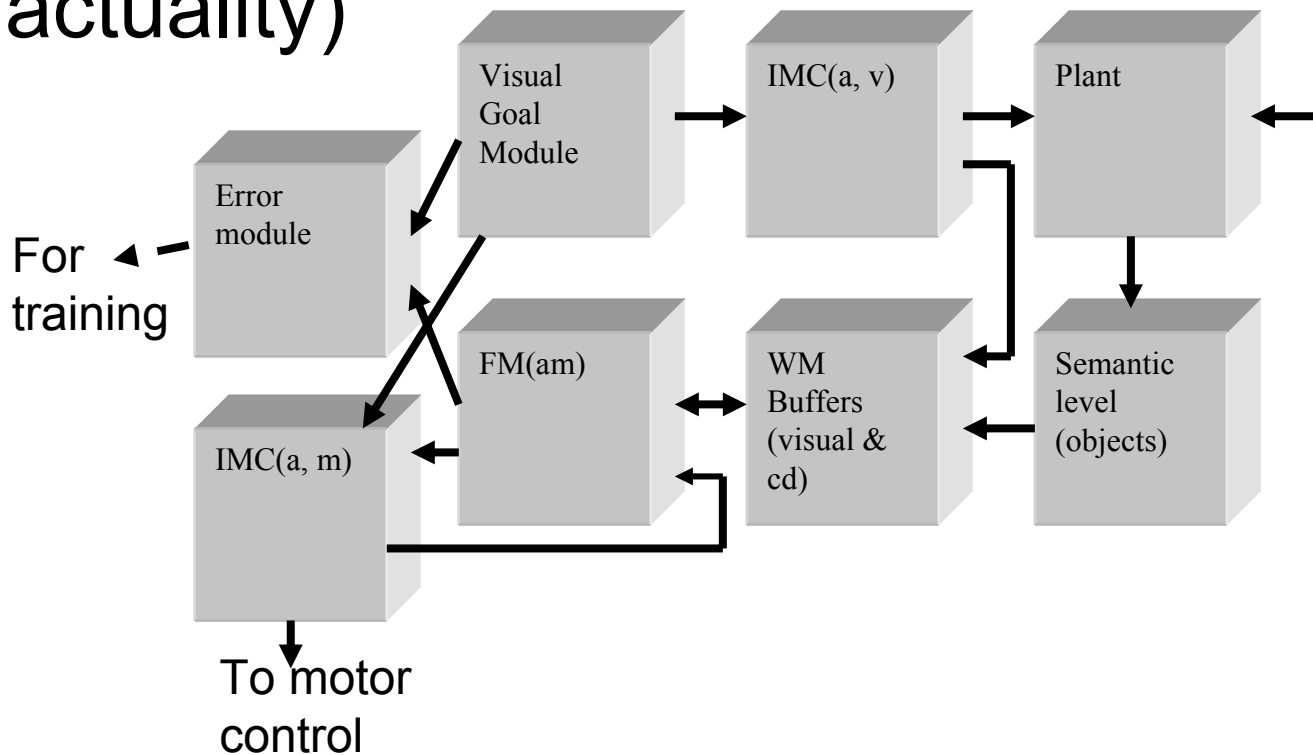 actuality)
Visual
Goal
Module
IMC(a, v)
Plant
Error
module
For
training
FM(am)
WM
Buffers
(visual &
cd)
Semantic
level
(objects)
IMC(a, m)
To motor
control